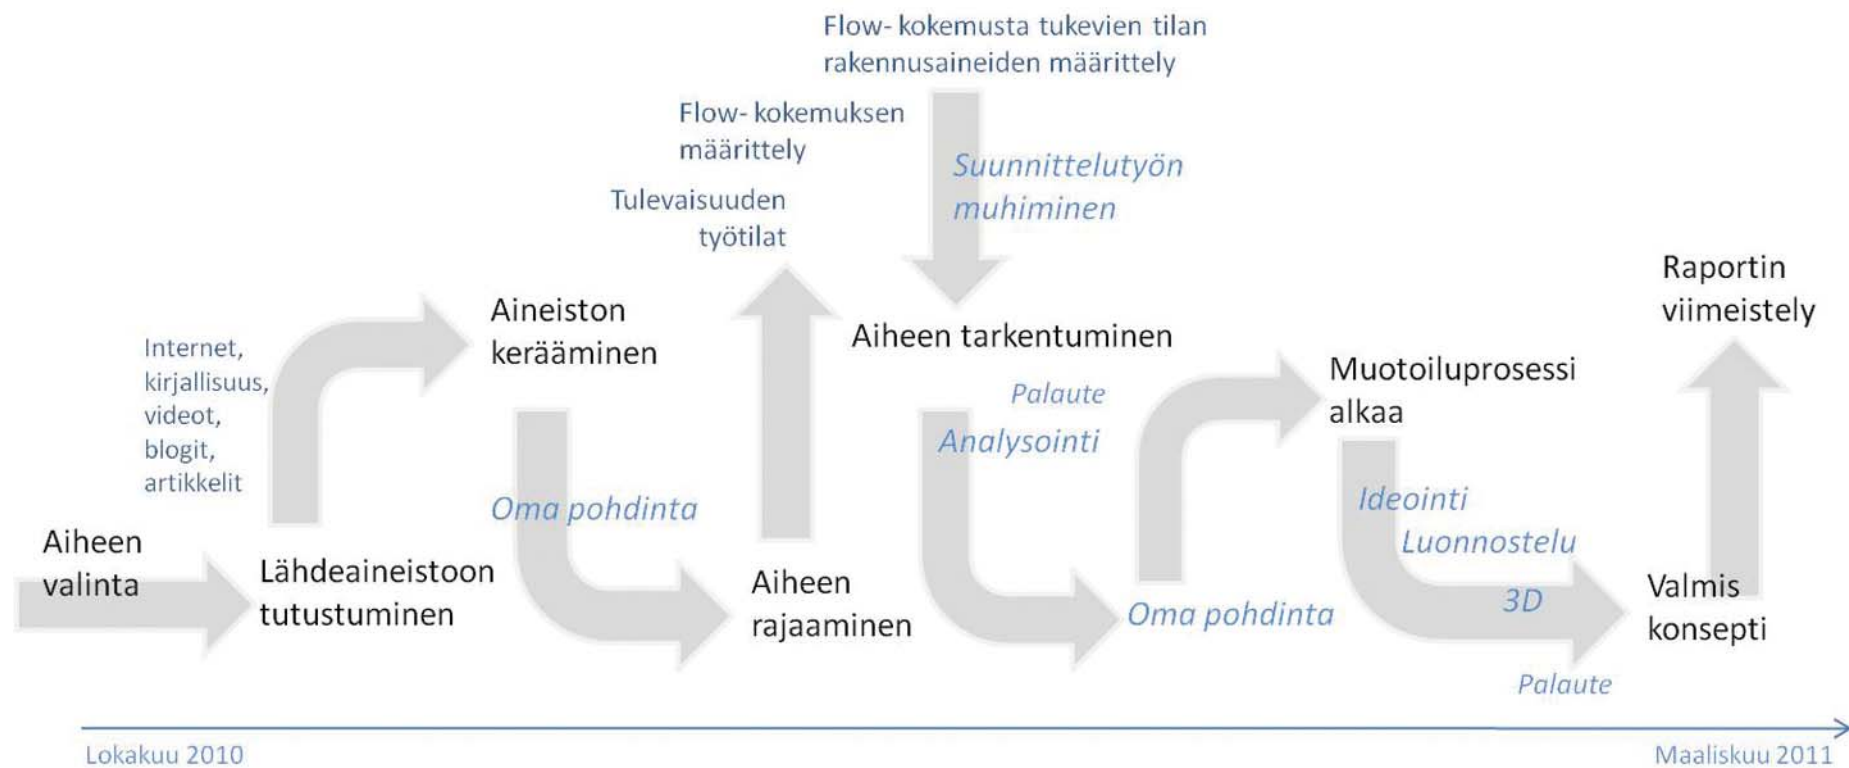 Flow- kokemusta tukevien tilan
rakennusaineiden määrittely
Flow- kokemuksen
määrittely
Suunnittelutyön
muhiminen
Tulevaisuuden
työtilat
Aineiston
kerääminen
Aiheen tarkentuminen
Raportin
viimeistely
Internet,
kirjallisuus,
videot,
blogit,
artikkelit
Palaute
Analysointi
Muotoiluprosessi
alkaa
Oma pohdinta
Ideointi
Luonnostelu
3D
Aiheen
valinta
Lähdeaineistoon
tutustuminen
Aiheen
rajaaminen
Oma pohdinta
Valmis
konsepti
Palaute
Lokakuu 2010
Maaliskuu 2011